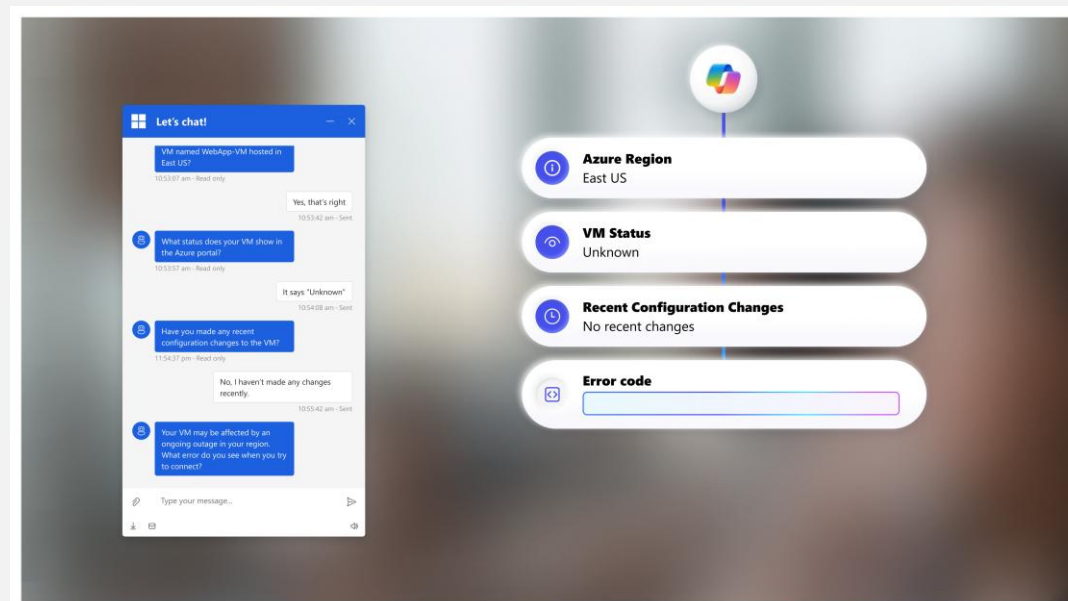 Let's chat!
VM named WebApp-VM hosted in
East US?
10:53:07 am - Read only
Yes, that's right
10:53:42 am - Sent
What status does your VM show in
the Azure portal?
10:53:57 am - Read only
It says "Unknown"
10:54:08 am - Sent
Have you made any recent
configuration changes to the VM?
11:54:37 pm - Read only
No, I haven't made any changes
recently.
10:55:42 am - Sent
Your VM may be affected by an
ongoing outage in your region.
What error do you see when you try
to connect?
Type your message...
Azure Region
East US
VM Status
Unknown
Recent Configuration Changes
No recent changes
Error code